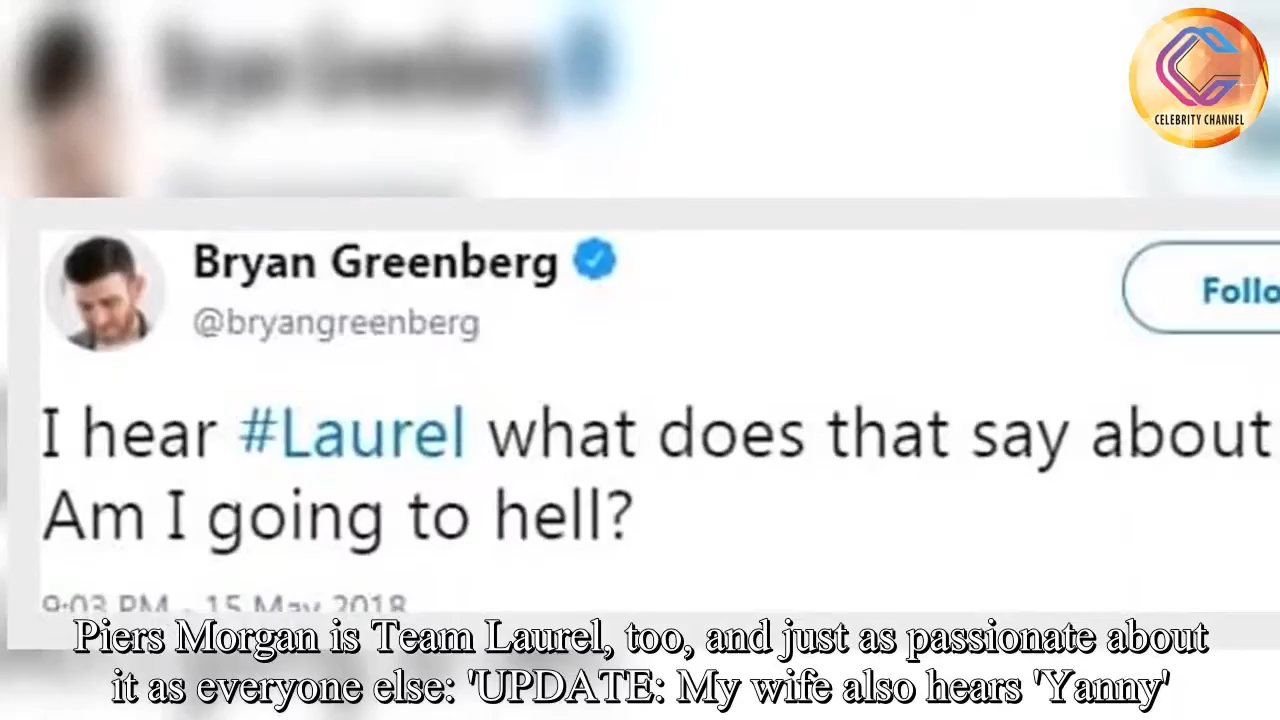 Bryan Greenberg
CELEBRITY CHANNEL
Bryan Greenberg
@bryangreenberg
Follo
I hear #Laurel what does that say about
Am I going to hell?
9:03 PM - 15 May 2018
Piers Morgan is Team Laurel, too, and just as passionate about
it as everyone else: 'UPDATE: My wife also hears 'Yanny'